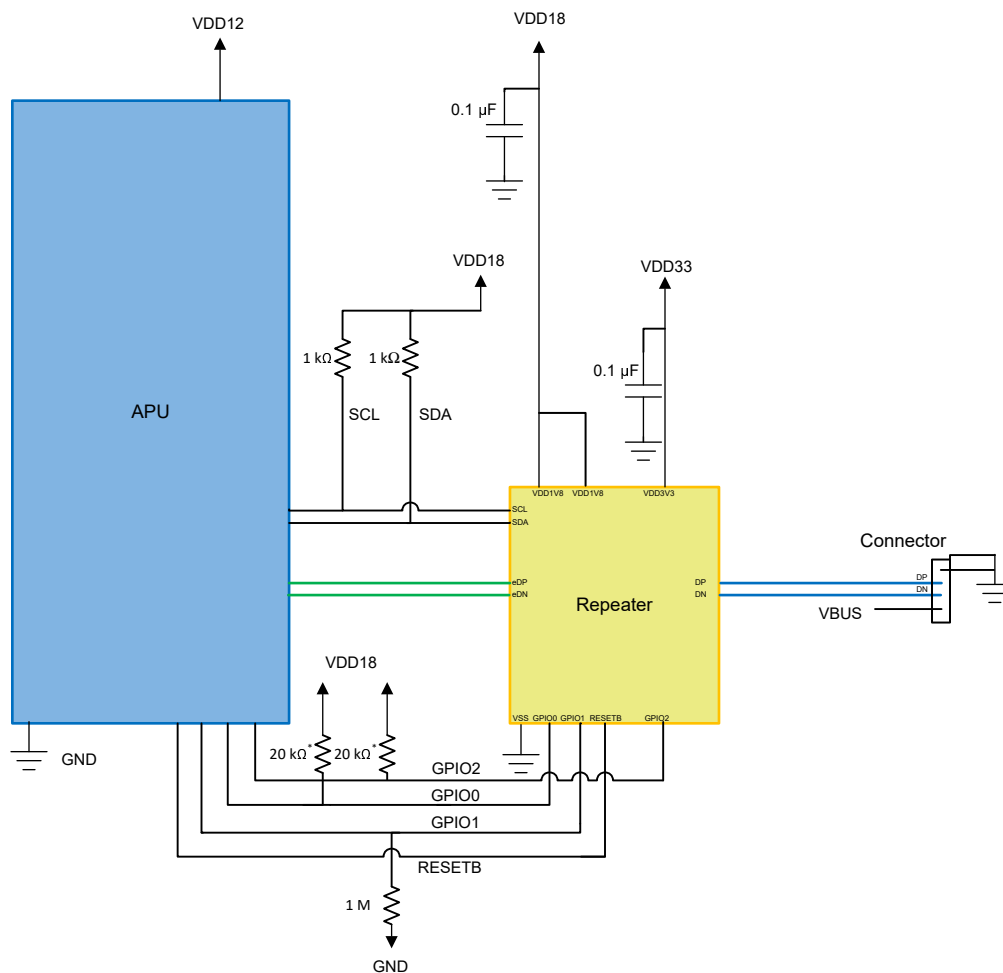 VDD12
VDD18
0.1 µF
VDD18
VDD33
1 kΩ
1 kΩ
0.1 µF
APU
SCL
SDA
VDD1V8
VDD1V8
VDD3V3
SCL
SDA
Connector
eDP
eDN
DP
DN
DP
DN
Repeater
VBUS
VDD18
VSS
GPIO0
GPIO1
RESETB
GPIO2
GND
20 kΩ*
20 kΩ*
GPIO2
GPIO0
GPIO1
RESETB
1 M
GND